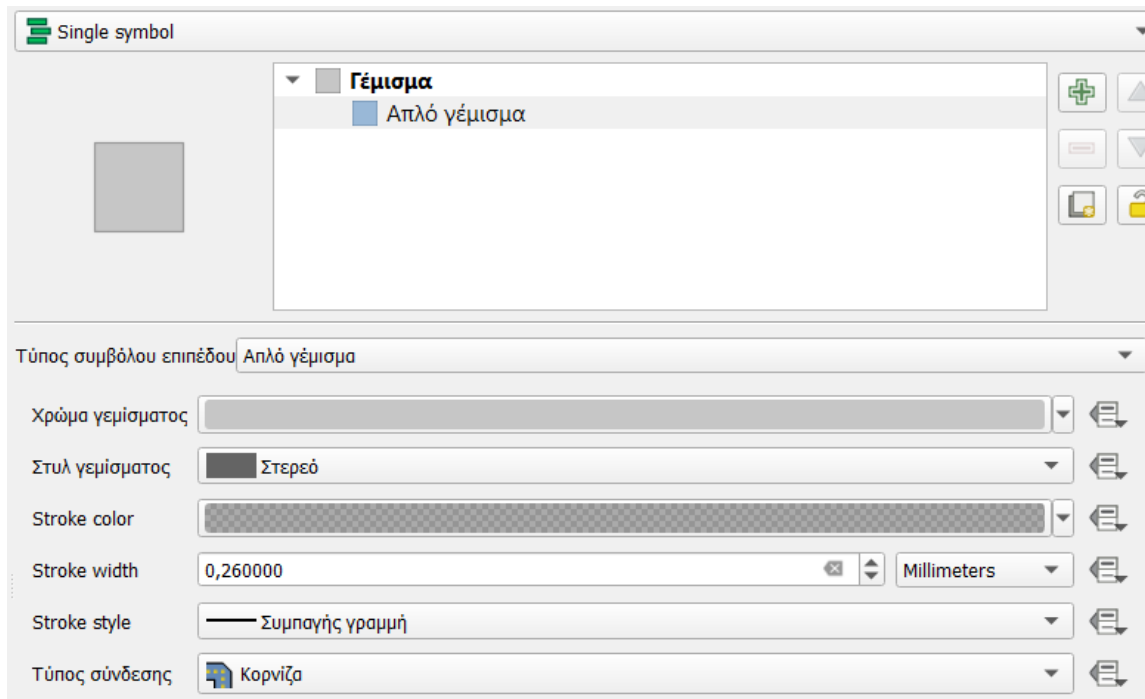 Single symbol
Γέμισμα
Απλό γέμισμα
Τύπος συμβόλου επιπέδου Απλό γέμισμα
Χρώμα γεμίσματος
Στυλ γεμίσματος Στερεό
Stroke color
Stroke width 0,260000 Millimeters
Stroke style Συμπαγής γραμμή
Τύπος σύνδεσης Κορνίζα